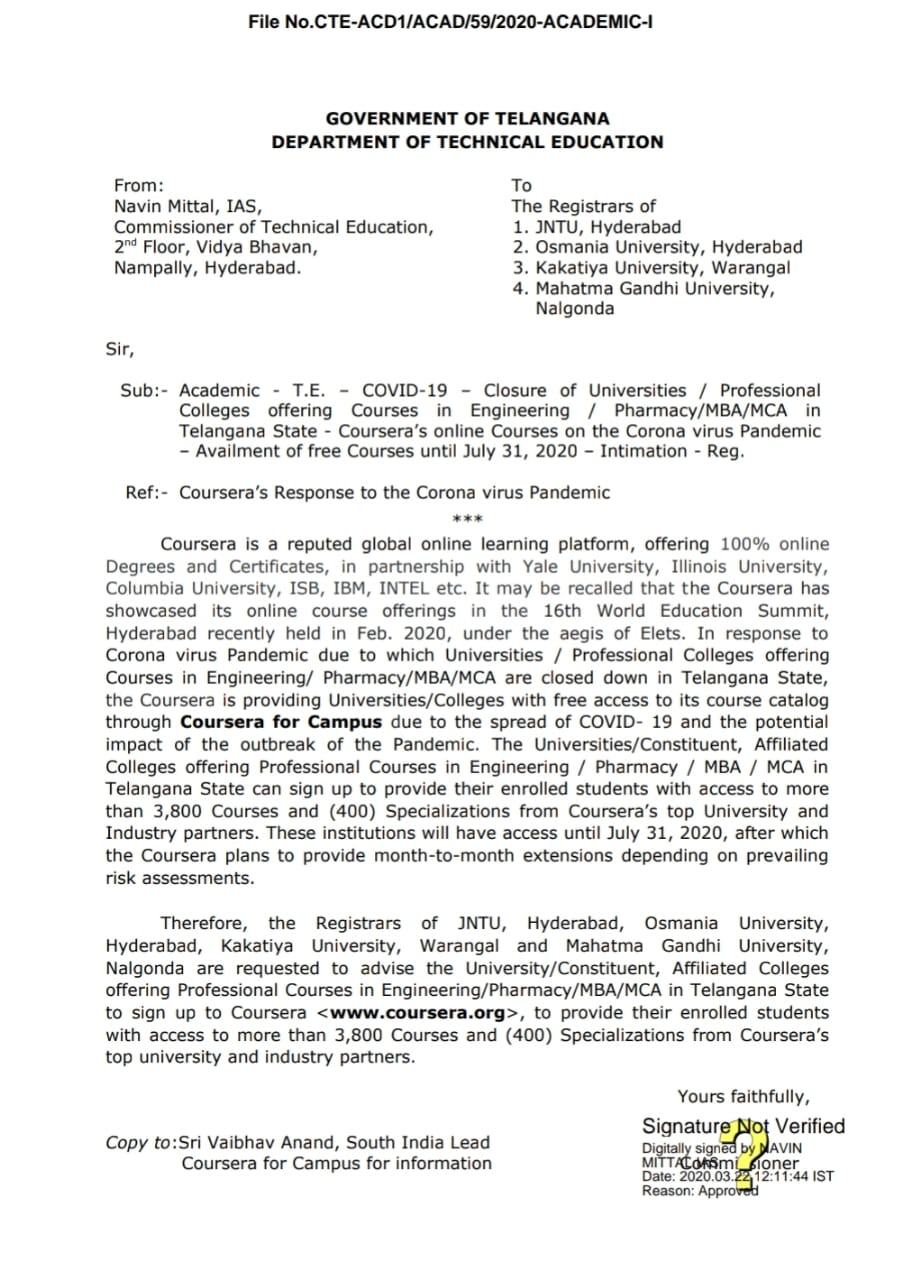 File No.CTE-ACD1/ACAD/59/2020-ACADEMIC-I
GOVERNMENT OF TELANGANA
DEPARTMENT OF TECHNICAL EDUCATION
From:
Navin Mittal, IAS,
Commissioner of Technical Education,
2nd Floor, Vidya Bhavan,
Nampally, Hyderabad.
To
The Registrars of
1. JNTU, Hyderabad
2. Osmania University, Hyderabad
3. Kakatiya University, Warangal
4. Mahatma Gandhi University,
Nalgonda
Sir,
Sub:- Academic - T.E. – COVID-19 – Closure of Universities / Professional
Colleges offering Courses in Engineering / Pharmacy/MBA/MCA in
Telangana State - Coursera’s online Courses on the Corona virus Pandemic
– Availment of free Courses until July 31, 2020 – Intimation - Reg.
Ref:- Coursera’s Response to the Corona virus Pandemic
***
Coursera is a reputed global online learning platform, offering 100% online
Degrees and Certificates, in partnership with Yale University, Illinois University,
Columbia University, ISB, IBM, INTEL etc. It may be recalled that the Coursera has
showcased its online course offerings in the 16th World Education Summit,
Hyderabad recently held in Feb. 2020, under the aegis of Elets. In response to
Corona virus Pandemic due to which Universities / Professional Colleges offering
Courses in Engineering/ Pharmacy/MBA/MCA are closed down in Telangana State,
the Coursera is providing Universities/Colleges with free access to its course catalog
through Coursera for Campus due to the spread of COVID- 19 and the potential
impact of the outbreak of the Pandemic. The Universities/Constituent, Affiliated
Colleges offering Professional Courses in Engineering / Pharmacy / MBA / MCA in
Telangana State can sign up to provide their enrolled students with access to more
than 3,800 Courses and (400) Specializations from Coursera’s top University and
Industry partners. These institutions will have access until July 31, 2020, after which
the Coursera plans to provide month-to-month extensions depending on prevailing
risk assessments.
Therefore, the Registrars of JNTU, Hyderabad, Osmania University,
Hyderabad, Kakatiya University, Warangal and Mahatma Gandhi University,
Nalgonda are requested to advise the University/Constituent, Affiliated Colleges
offering Professional Courses in Engineering/Pharmacy/MBA/MCA in Telangana State
to sign up to Coursera <www.coursera.org>, to provide their enrolled students
with access to more than 3,800 Courses and (400) Specializations from Coursera’s
top university and industry partners.
Yours faithfully,
Signature Not Verified
Digitally signed by NAVIN
MITTAL, IAS
Commissioner
Date: 2020.03.22 12:11:44 IST
Reason: Approved
Copy to:Sri Vaibhav Anand, South India Lead
Coursera for Campus for information